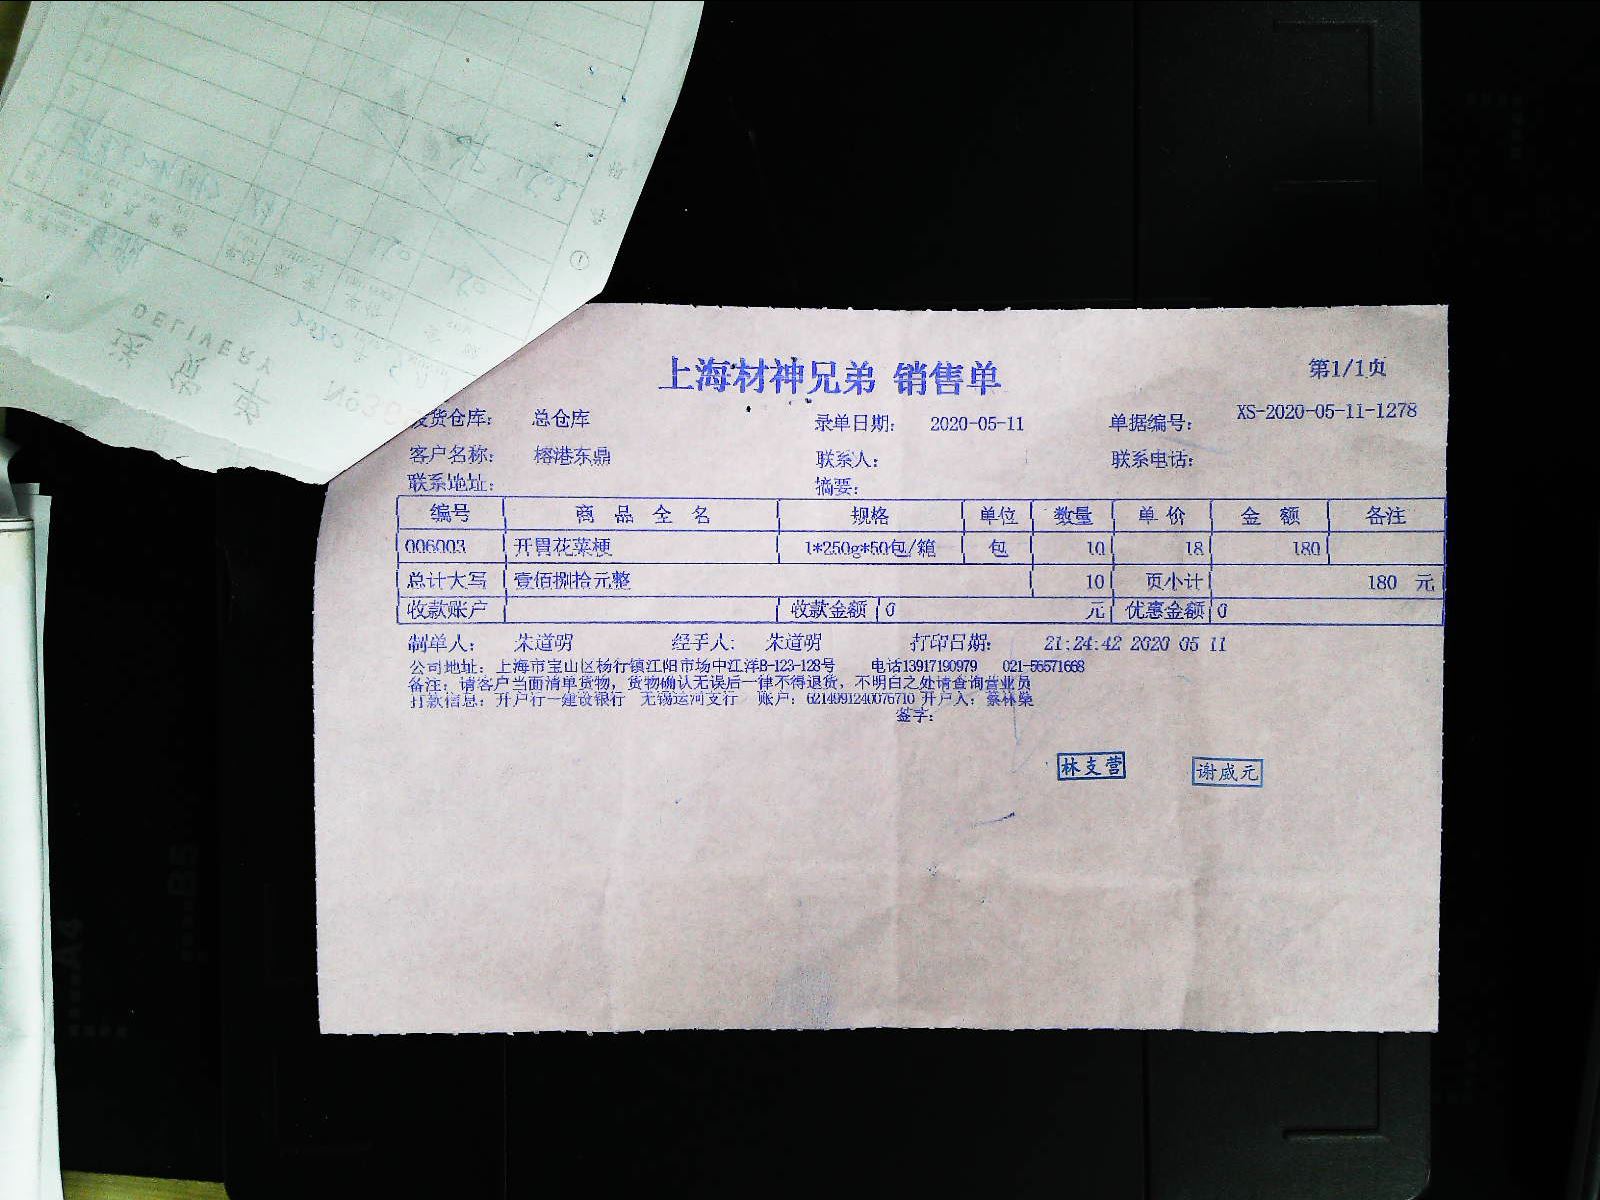 DELIVERY
上海材神兄弟 销售单
第1/1页
发货仓库: 总仓库 录单日期: 2020-05-11 单据编号: XS-2020-05-11-1278
客户名称: 榕港东鼎 联系人: 联系电话:
联系地址: 摘要:
编号 商品全名 规格 单位 数量 单价 金额 备注
006003 开胃花菜梗 1*250g*50包/箱 包 10 18 180
总计大写 壹佰捌拾元整 10 页小计 180 元
收款账户 收款金额 0 元 优惠金额 0
制单人: 朱道明 经手人: 朱道明 打印日期: 21:24:42 2020 05 11
公司地址: 上海市宝山区杨行镇江阳市场中江洋B-123-128号 电话13917190979 021-56571668
备注: 请客户当面清单货物, 货物确认无误后一律不得退货, 不明白之处请查询营业员
打款信息: 开户行—建设银行 无锡运河支行 账户: 6214991240076710 开户人: 蔡林燊
签字:
林支营 谢威元